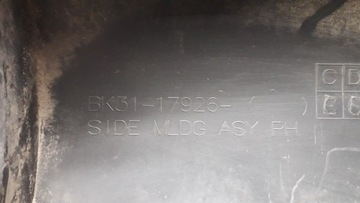 C D
BK31-17926-( )
SIDE MLDG ASY RH